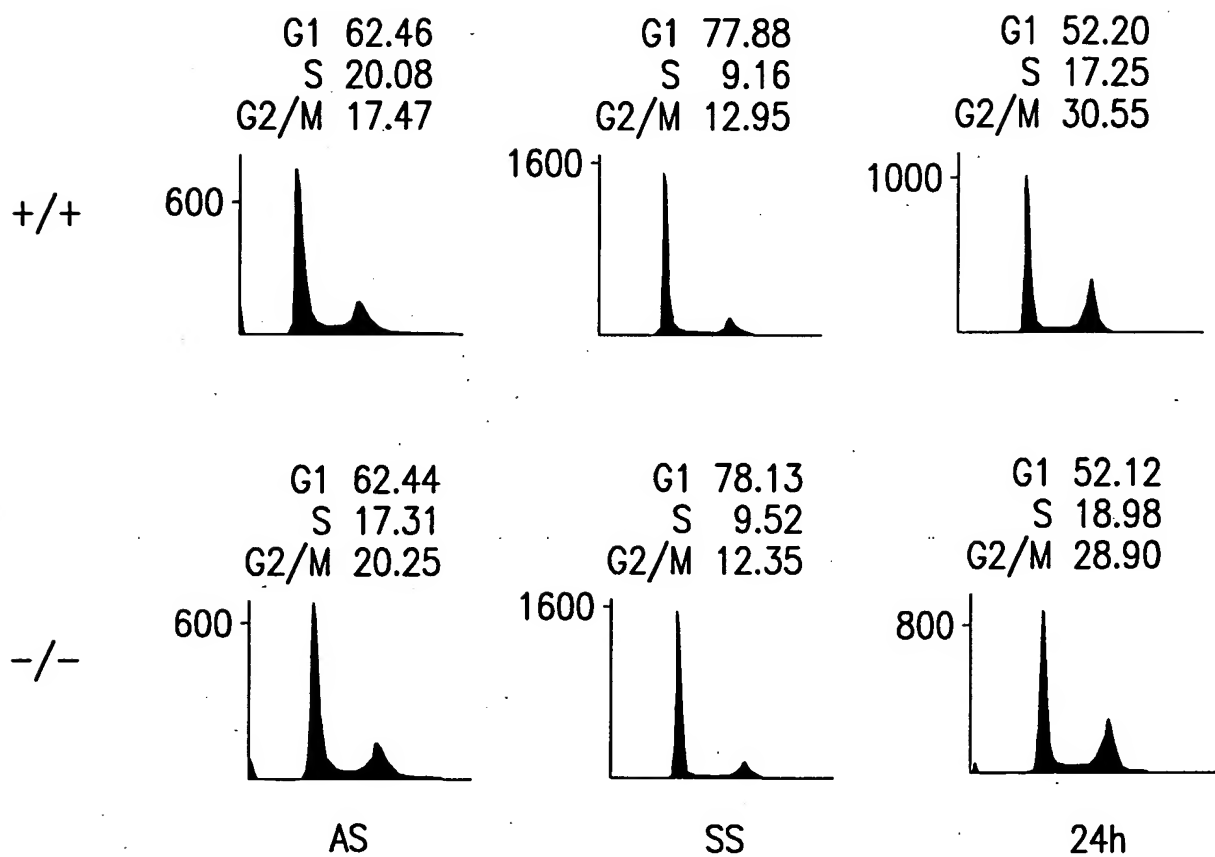 G1 62.46
S 20.08
G2/M 17.47
G1 77.88
S 9.16
G2/M 12.95
G1 52.20
S 17.25
G2/M 30.55
+/+
600
1600
1000
G1 62.44
S 17.31
G2/M 20.25
G1 78.13
S 9.52
G2/M 12.35
G1 52.12
S 18.98
G2/M 28.90
-/-
600
1600
800
AS
SS
24h